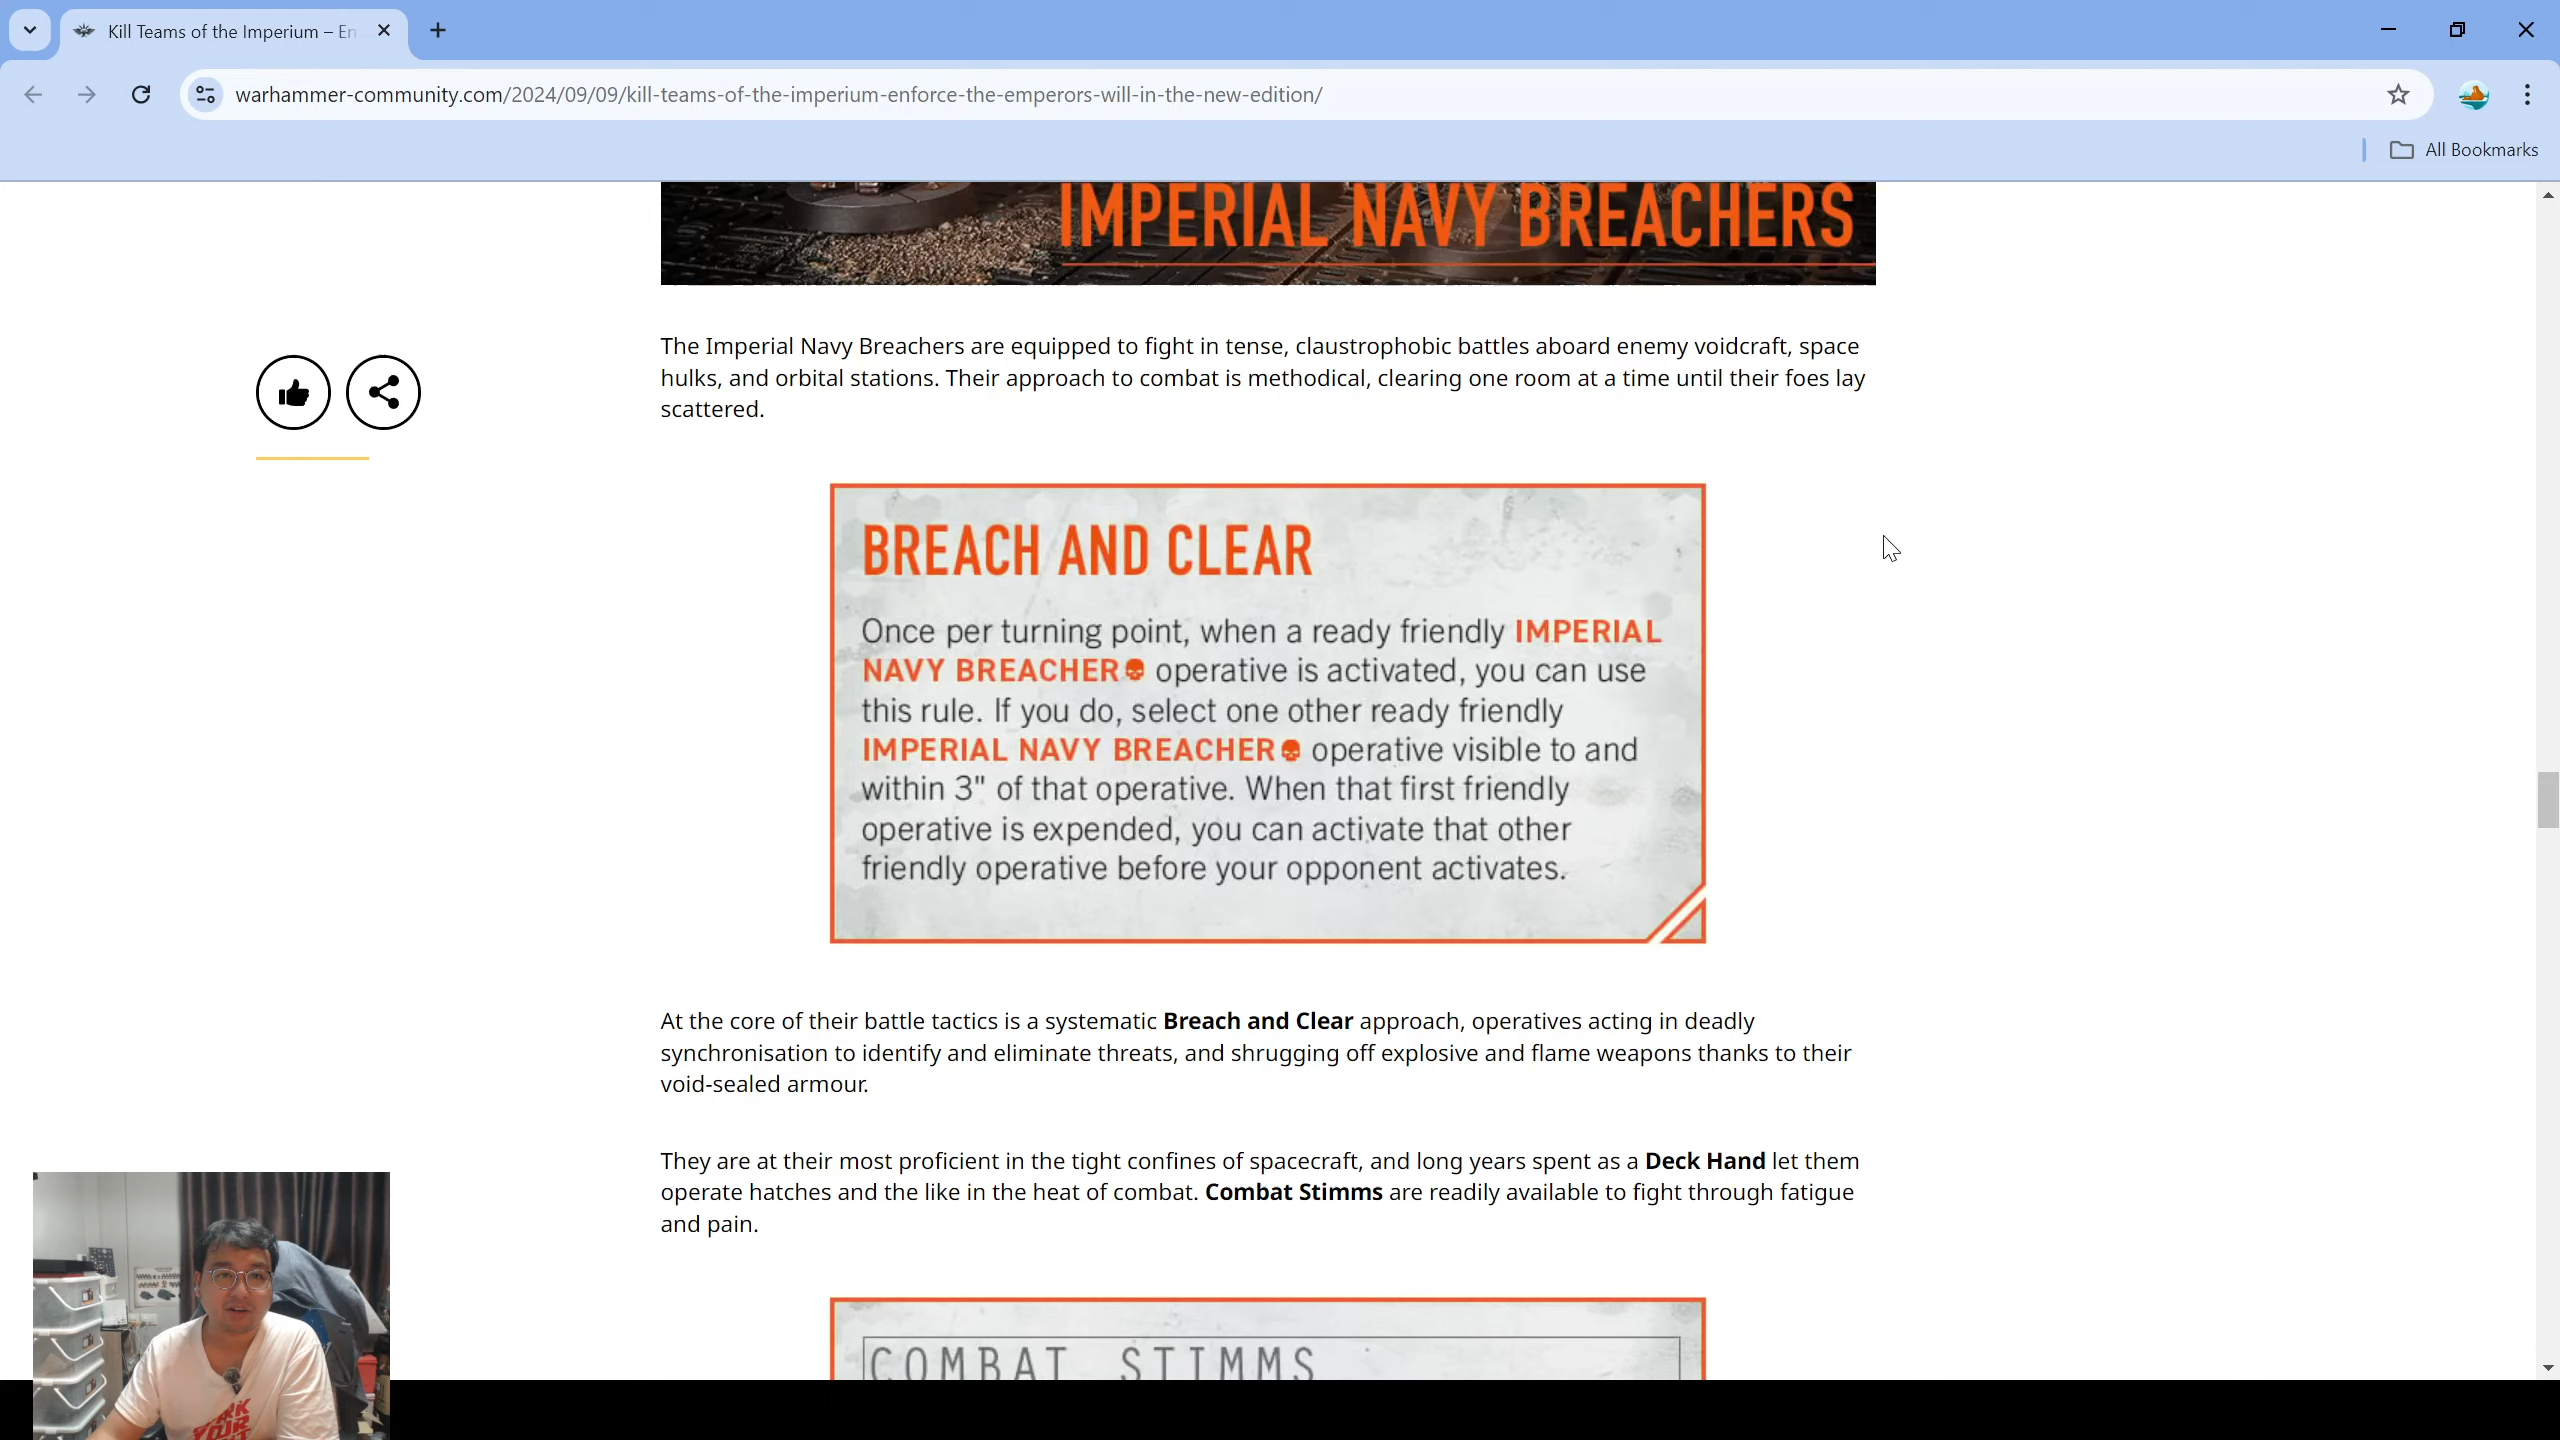 Kill Teams of the Imperium – En
warhammer-community.com/2024/09/09/kill-teams-of-the-imperium-enforce-the-emperors-will-in-the-new-edition/
All Bookmarks
IMPERIAL NAVY BREACHERS
The Imperial Navy Breachers are equipped to fight in tense, claustrophobic battles aboard enemy voidcraft, space
hulks, and orbital stations. Their approach to combat is methodical, clearing one room at a time until their foes lay
scattered.
BREACH AND CLEAR
Once per turning point, when a ready friendly IMPERIAL
NAVY BREACHER operative is activated, you can use
this rule. If you do, select one other ready friendly
IMPERIAL NAVY BREACHER operative visible to and
within 3" of that operative. When that first friendly
operative is expended, you can activate that other
friendly operative before your opponent activates.
At the core of their battle tactics is a systematic Breach and Clear approach, operatives acting in deadly
synchronisation to identify and eliminate threats, and shrugging off explosive and flame weapons thanks to their
void-sealed armour.
They are at their most proficient in the tight confines of spacecraft, and long years spent as a Deck Hand let them
operate hatches and the like in the heat of combat. Combat Stimms are readily available to fight through fatigue
and pain.
COMBAT STIMMS
YOUR